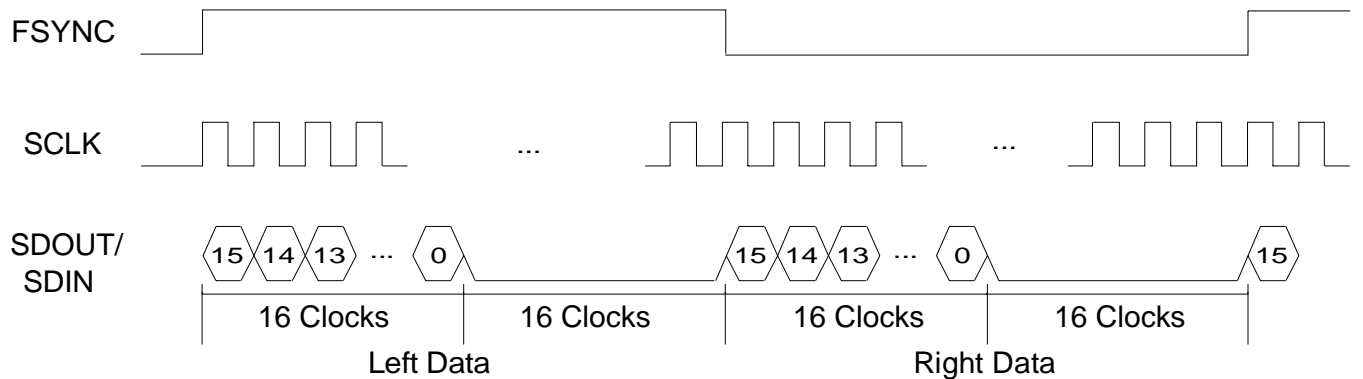 FSYNC
SCLK
... ...
SDOUT/
SDIN
15 14 13 ... 0 15 14 13 ... 0 15
16 Clocks 16 Clocks 16 Clocks 16 Clocks
Left Data Right Data